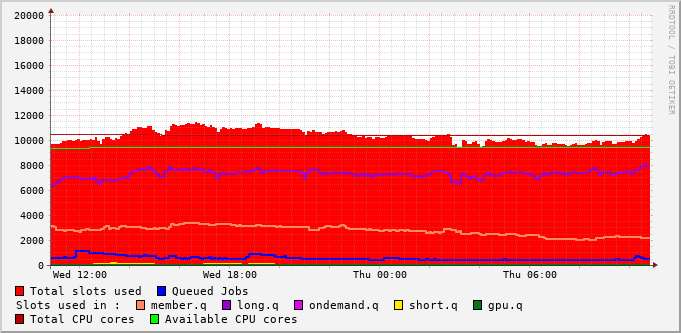 20000
18000
16000
14000
12000
10000
8000
6000
4000
2000
0
Wed 12:00 Wed 18:00 Thu 00:00 Thu 06:00
RRDTOOL / TOBI OETIKER
Total slots used Queued Jobs
Slots used in : member.q long.q ondemand.q short.q gpu.q
Total CPU cores Available CPU cores